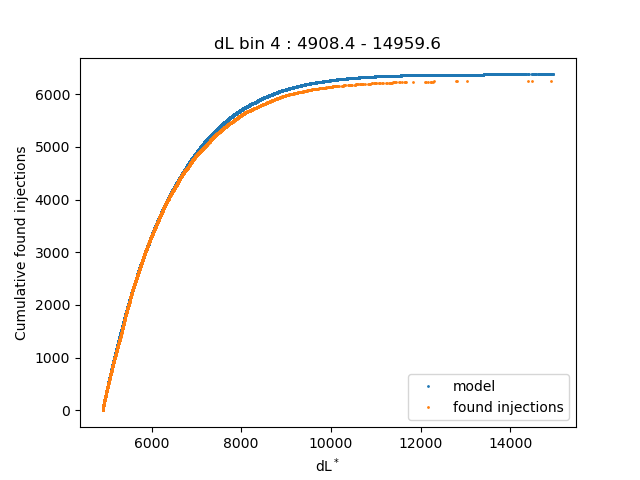 dL bin 4 : 4908.4 - 14959.6
6000
5000
4000
3000
2000
1000
0
Cumulative found injections
6000
8000
10000
12000
14000
dL*
model
found injections